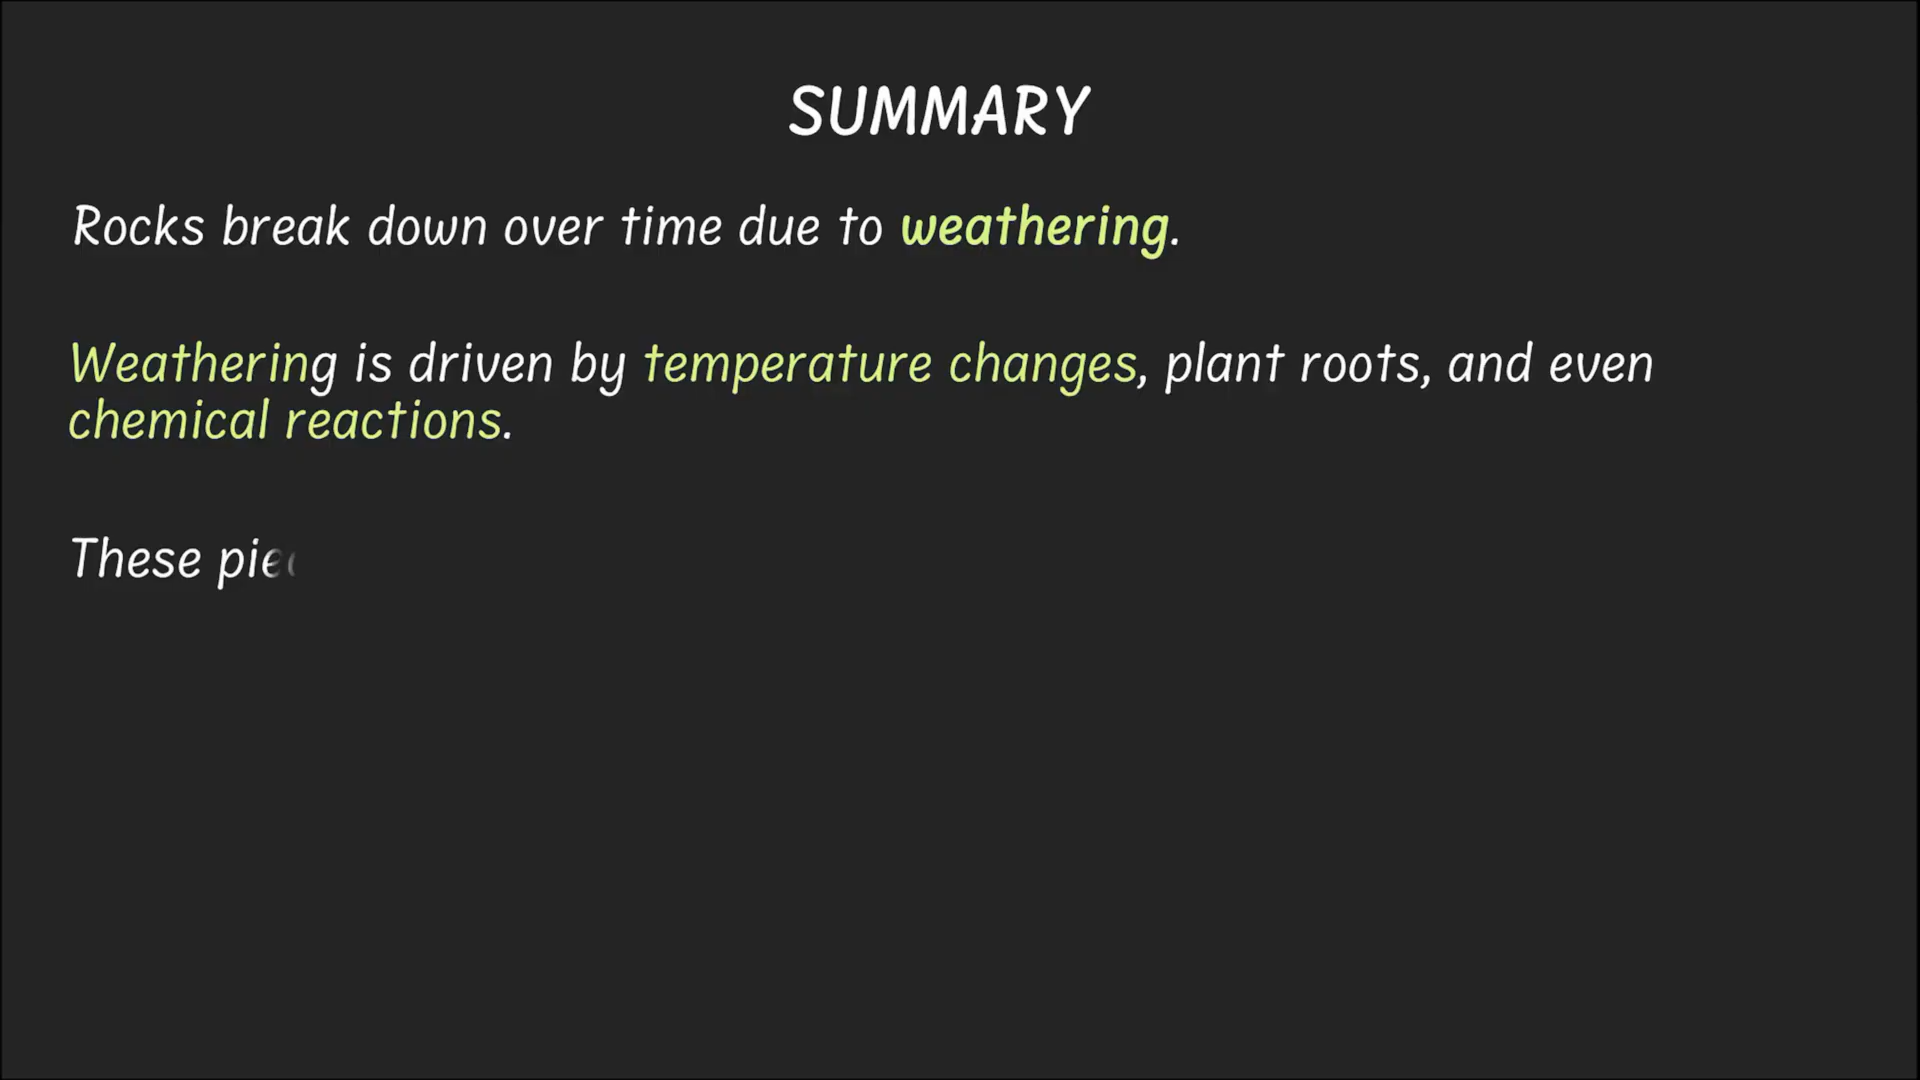 SUMMARY
Rocks break down over time due to weathering.
Weathering is driven by temperature changes, plant roots, and even
chemical reactions.
These